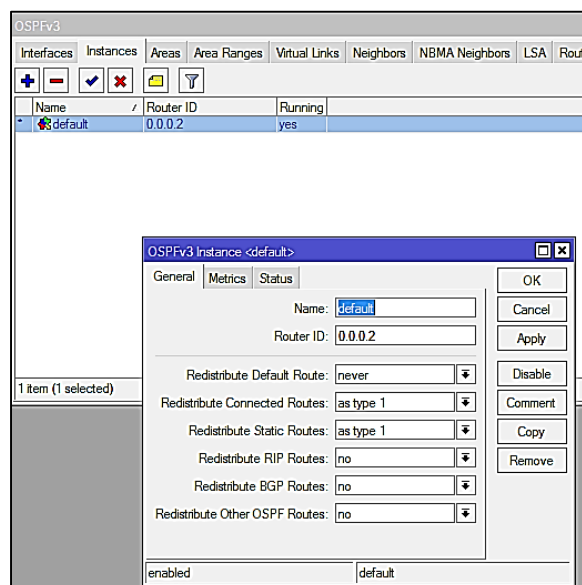 OSPFv3
Interfaces Instances Areas Area Ranges Virtual Links Neighbors NBMA Neighbors LSA Rout
Name / Router ID Running
* default 0.0.0.2 yes
OSPFv3 Instance <default>
General Metrics Status
Name: default
Router ID: 0.0.0.2
Redistribute Default Route: never
Redistribute Connected Routes: as type 1
Redistribute Static Routes: as type 1
Redistribute RIP Routes: no
Redistribute BGP Routes: no
Redistribute Other OSPF Routes: no
OK
Cancel
Apply
Disable
Comment
Copy
Remove
1 item (1 selected)
enabled default